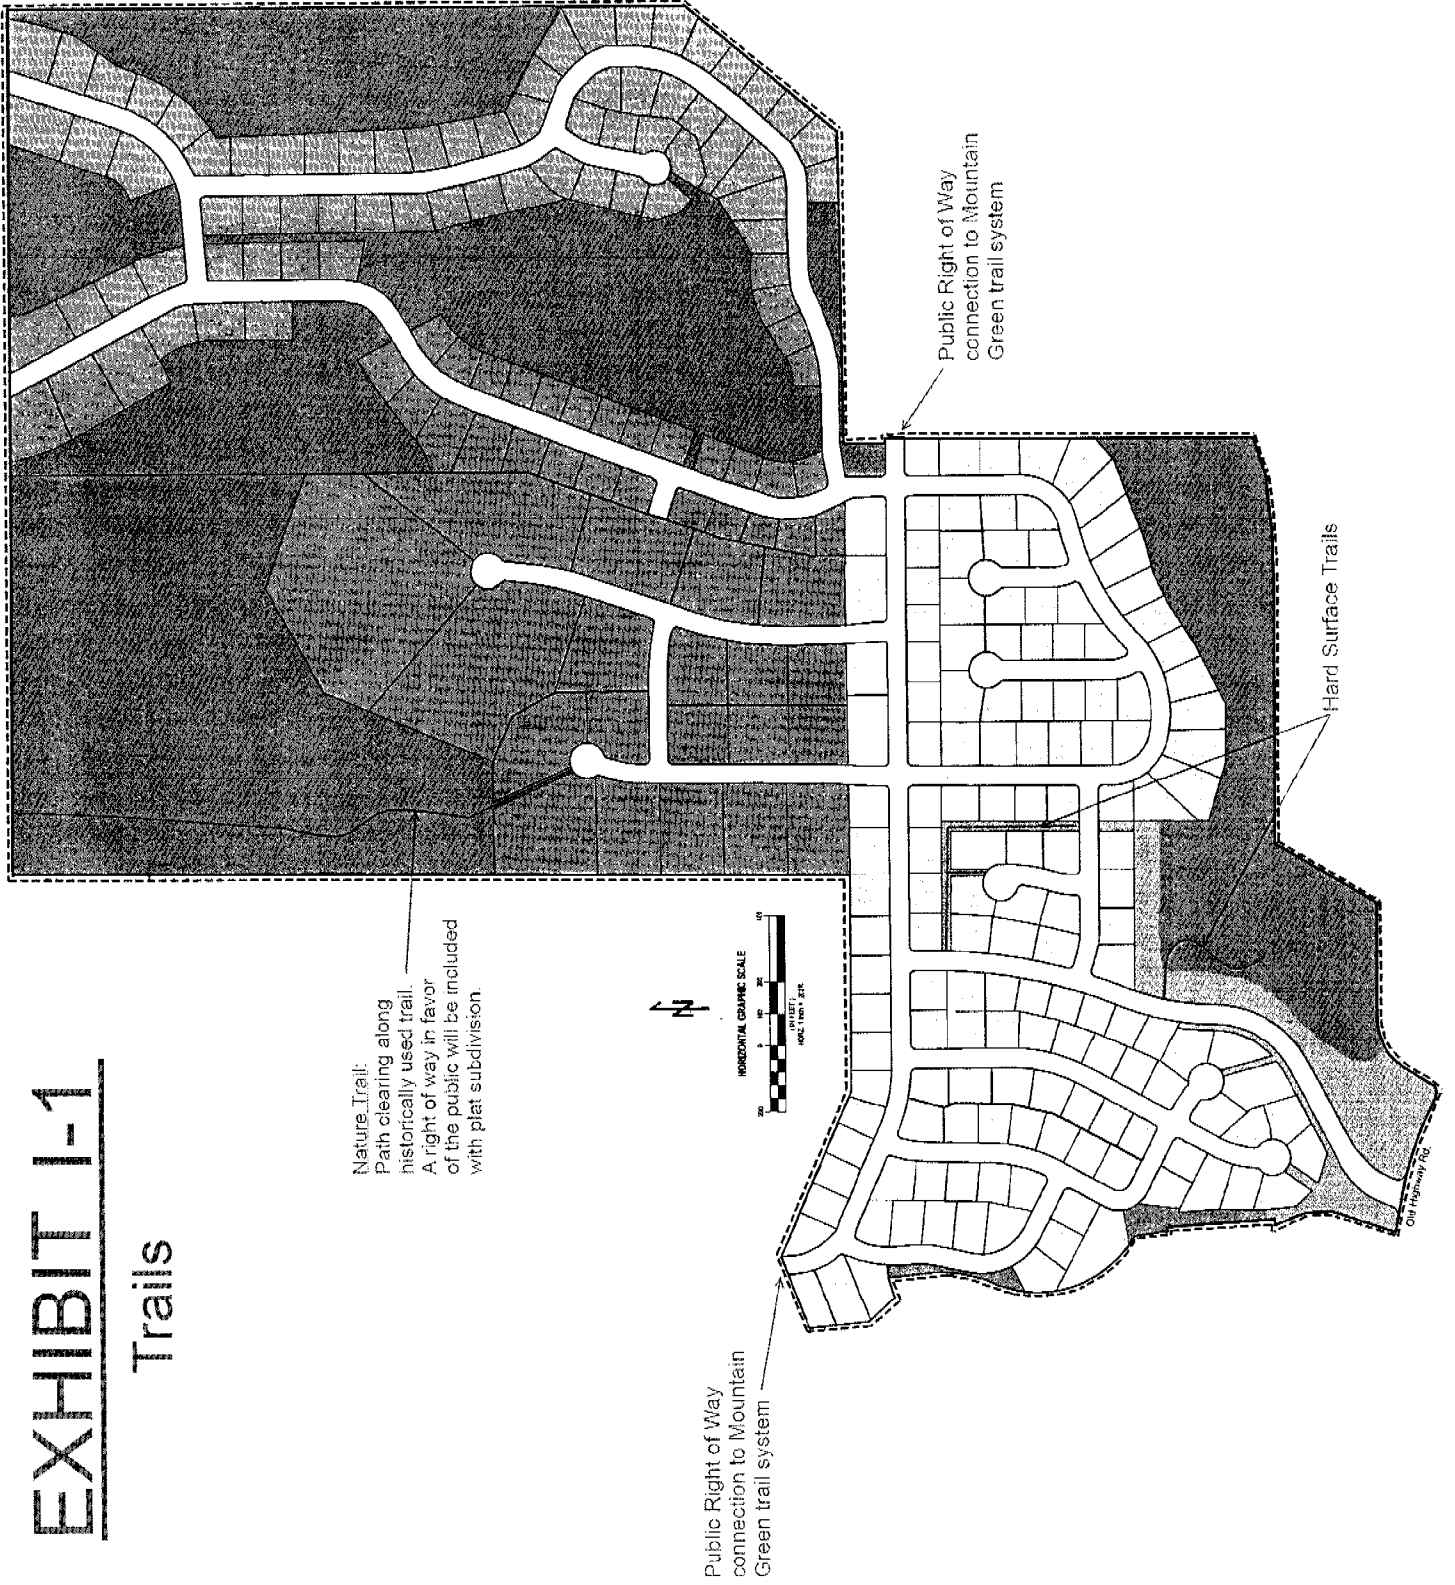 EXHIBIT I-1
Trails
Nature Trail:
Path clearing along
historically used trail.
A right of way in favor
of the public will be included
with plat subdivision.
Public Right of Way
connection to Mountain
Green trail system
N
HORIZONTAL GRAPHIC SCALE
( IN FEET )
Public Right of Way
connection to Mountain
Green trail system
Hard Surface Trails
Old Highway Rd.